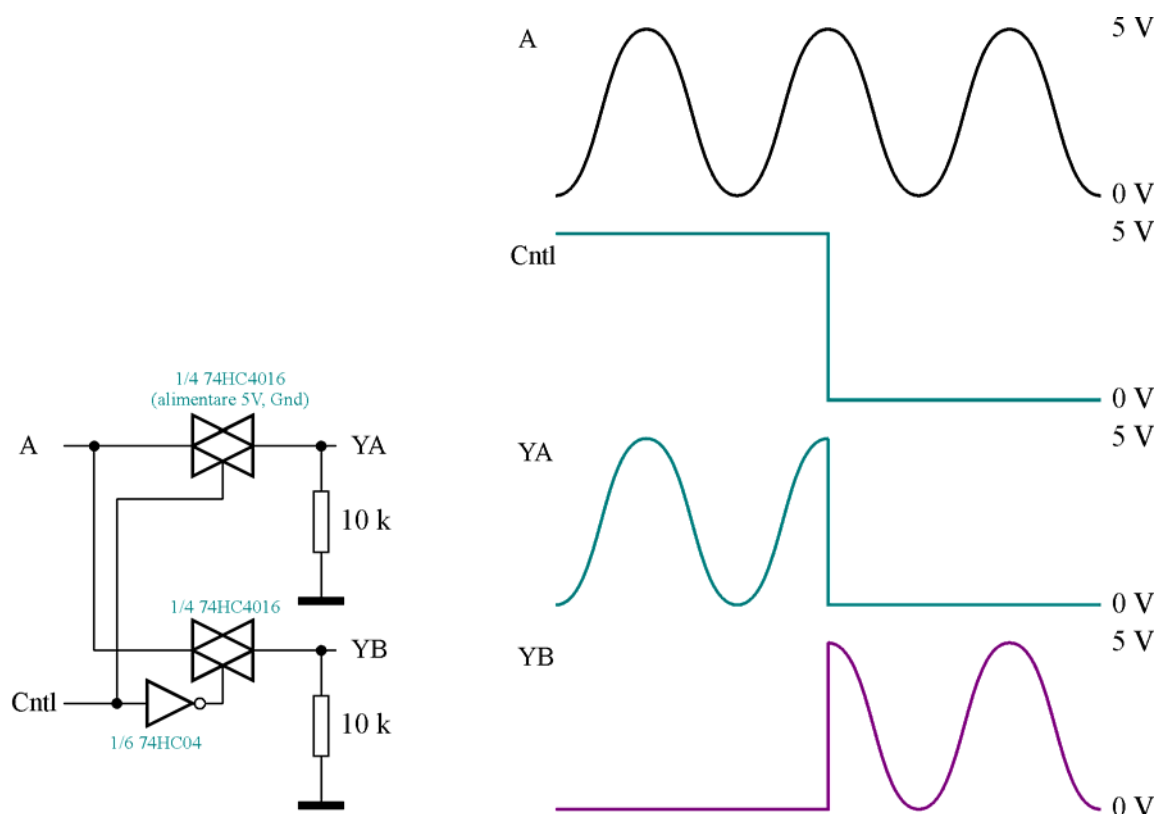 1/4 74HC4016
(alimentare 5V, Gnd)
A
YA
10 k
1/4 74HC4016
YB
Cntl
10 k
1/6 74HC04
A
5 V
0 V
Cntl
5 V
0 V
YA
5 V
0 V
YB
5 V
0 V